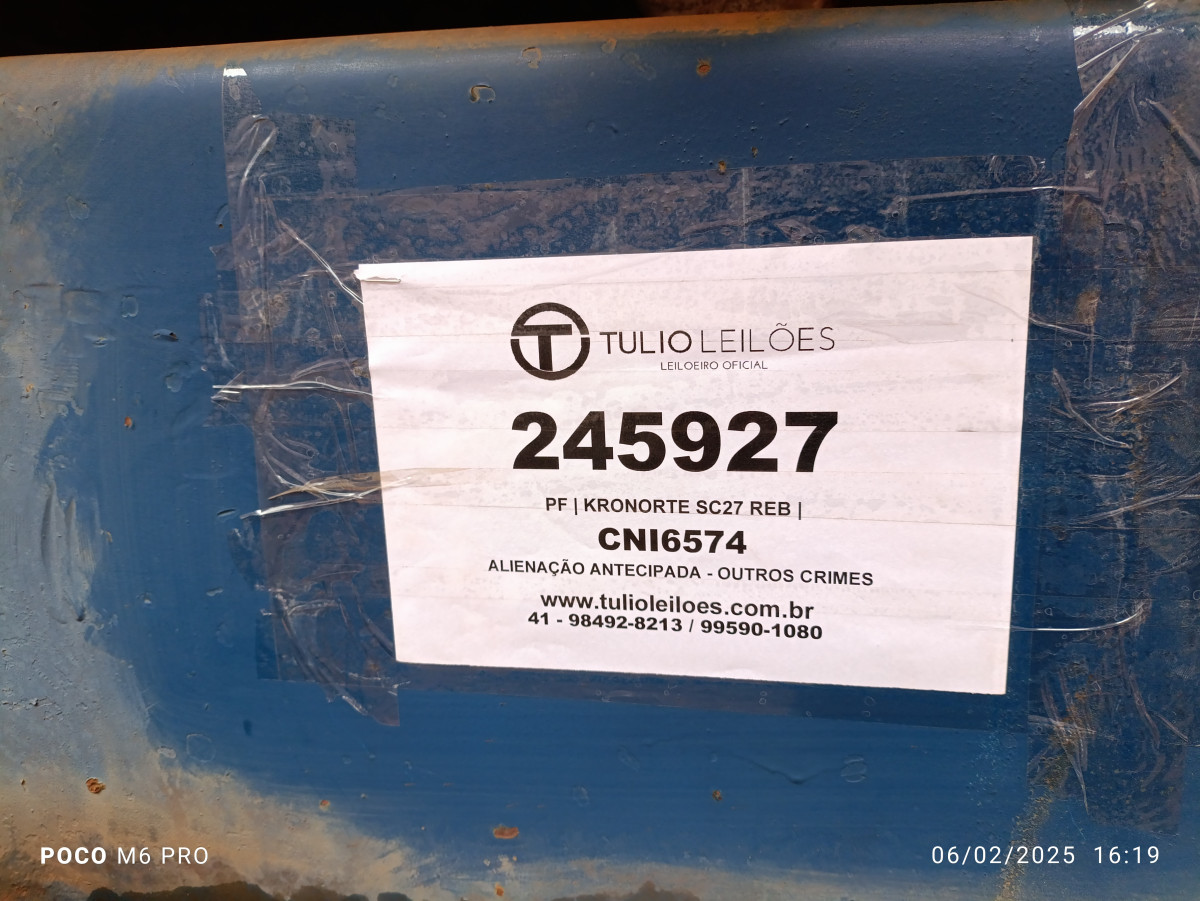 TULIO LEILÕES
LEILOEIRO OFICIAL
245927
PF | KRONORTE SC27 REB |
CNI6574
ALIENAÇÃO ANTECIPADA - OUTROS CRIMES
www.tulioleiloes.com.br
41 - 98492-8213 / 99590-1080
POCO M6 PRO
06/02/2025 16:19